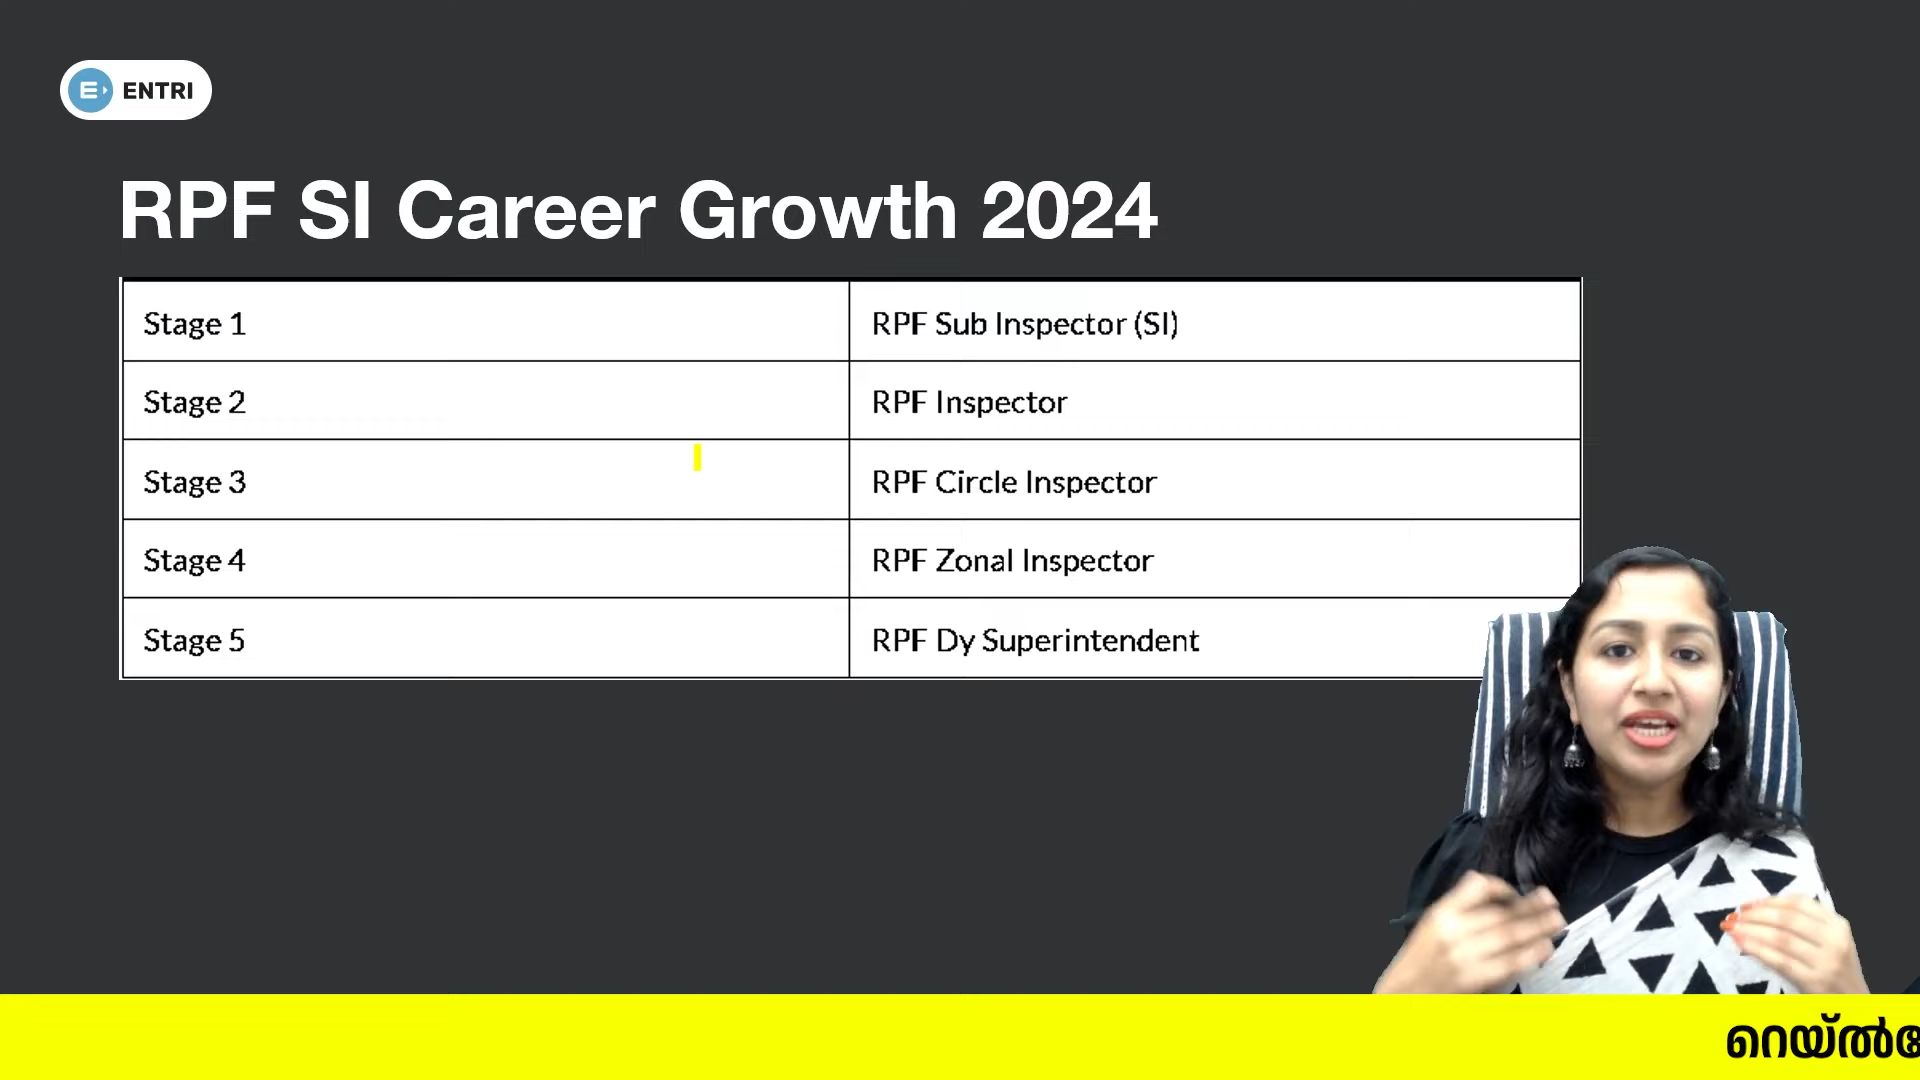 ENTRI
RPF SI Career Growth 2024
Stage 1 RPF Sub Inspector (SI)
Stage 2 RPF Inspector
Stage 3 RPF Circle Inspector
Stage 4 RPF Zonal Inspector
Stage 5 RPF Dy Superintendent